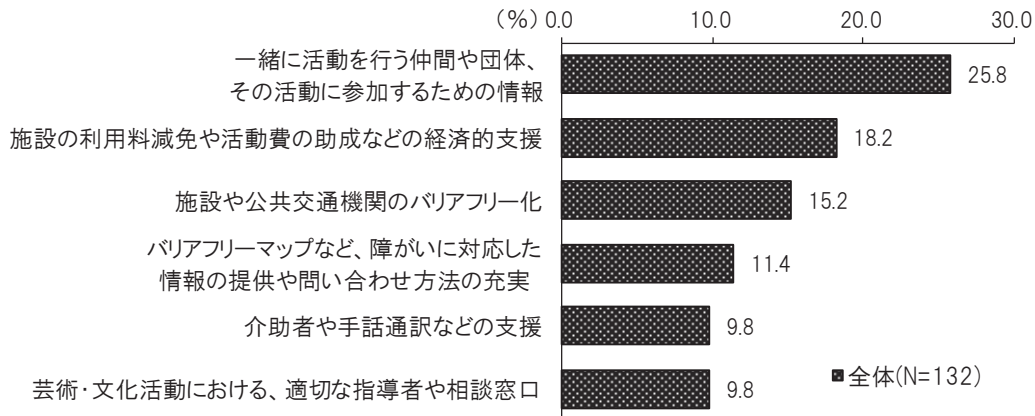 (％) 0.0 10.0 20.0 30.0
一緒に活動を行う仲間や団体、
その活動に参加するための情報
25.8
施設の利用料減免や活動費の助成などの経済的支援
18.2
施設や公共交通機関のバリアフリー化
15.2
バリアフリーマップなど、障がいに対応した
情報の提供や問い合わせ方法の充実
11.4
介助者や手話通訳などの支援
9.8
芸術・文化活動における、適切な指導者や相談窓口
9.8
全体(N=132)